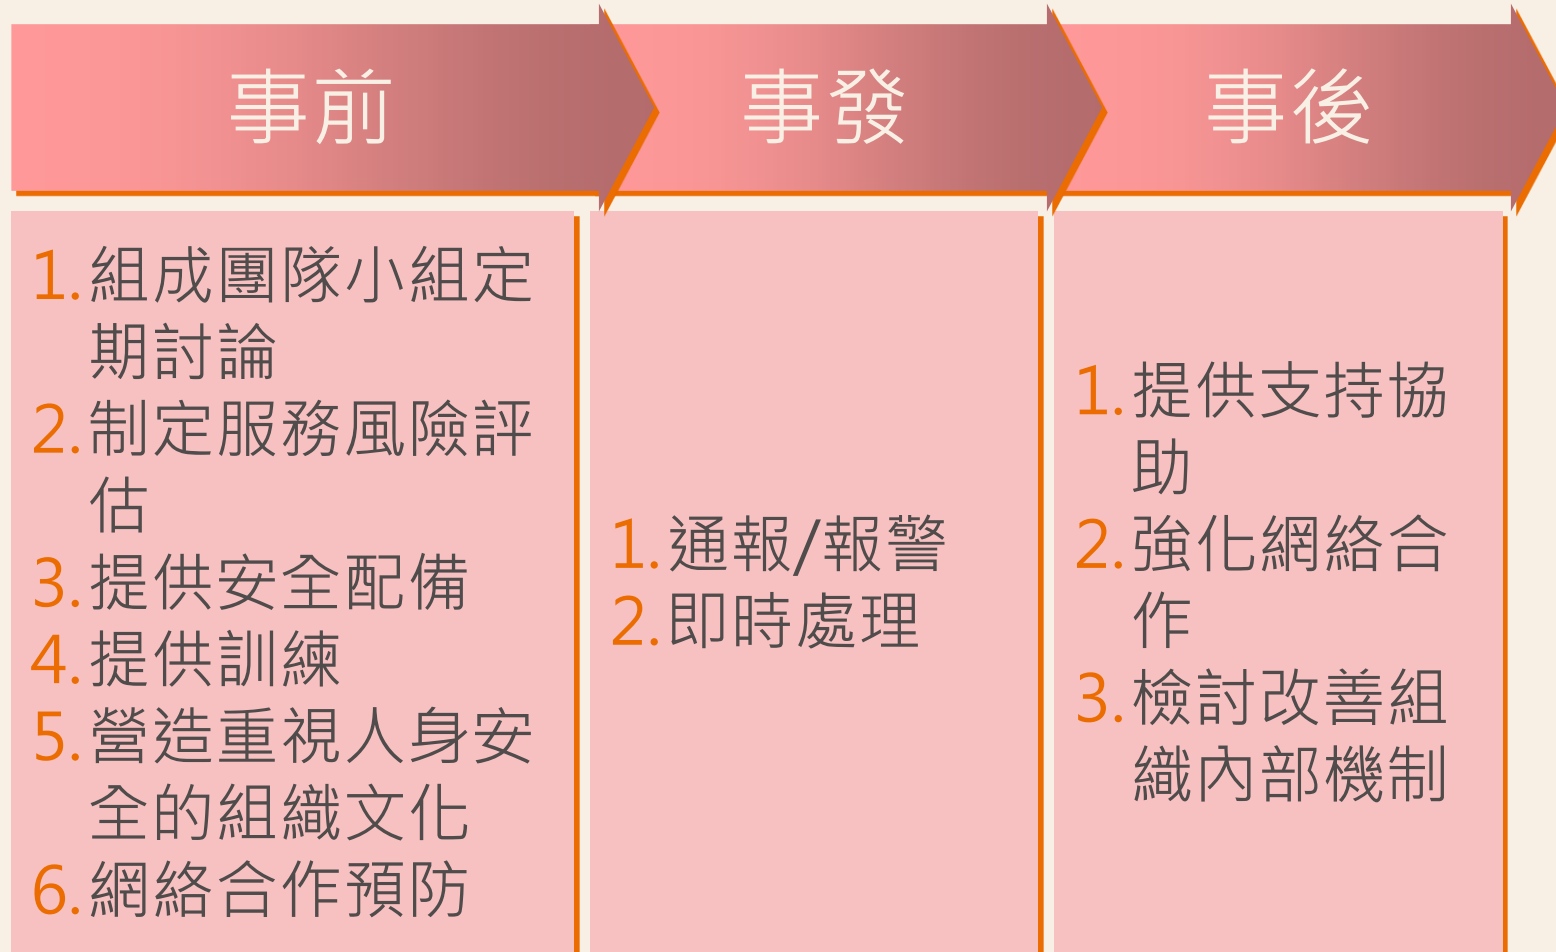 事前
1.組成團隊小組定
期討論
2.制定服務風險評
估
3.提供安全配備
4.提供訓練
5.營造重視人身安
全的組織文化
6.網絡合作預防
事發
1.通報/報警
2.即時處理
事後
1.提供支持協
助
2.強化網絡合
作
3.檢討改善組
織內部機制